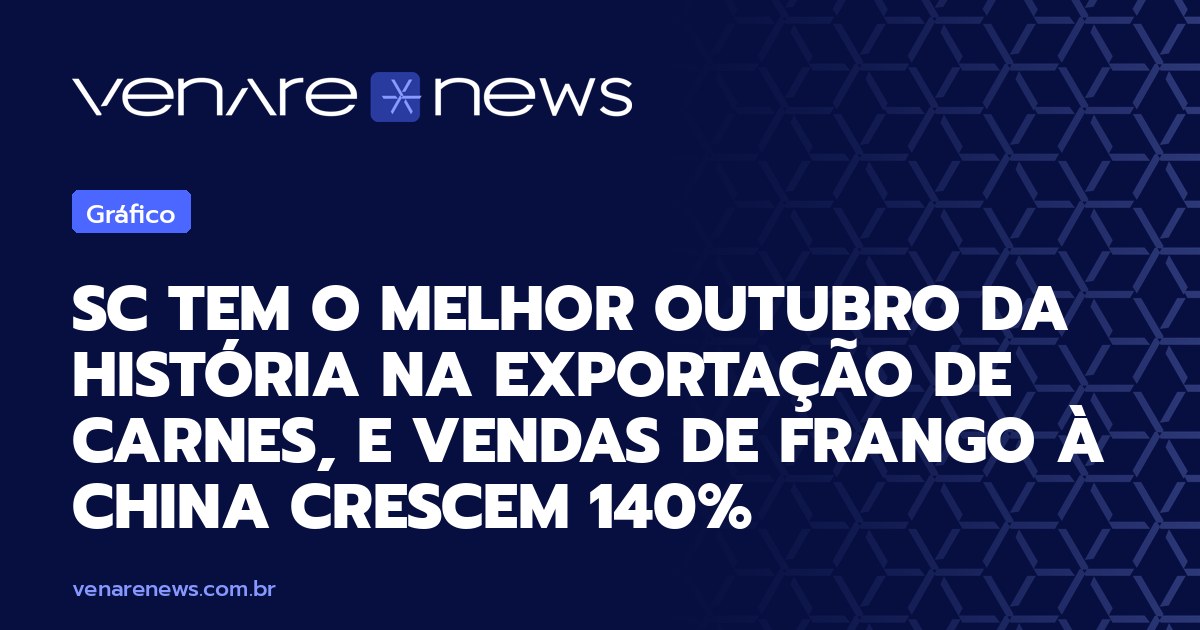 venare news
Gráfico
SC TEM O MELHOR OUTUBRO DA
HISTÓRIA NA EXPORTAÇÃO DE
CARNES, E VENDAS DE FRANGO À
CHINA CRESCEM 140%
venarenews.com.br